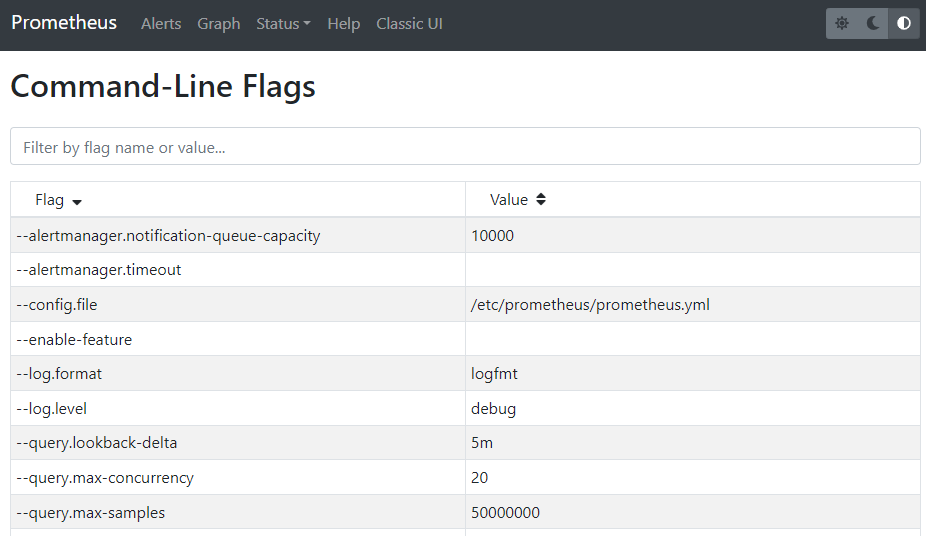 Prometheus Alerts Graph Status Help Classic UI
Command-Line Flags
Filter by flag name or value...
Flag Value
--alertmanager.notification-queue-capacity 10000
--alertmanager.timeout
--config.file /etc/prometheus/prometheus.yml
--enable-feature
--log.format logfmt
--log.level debug
--query.lookback-delta 5m
--query.max-concurrency 20
--query.max-samples 50000000